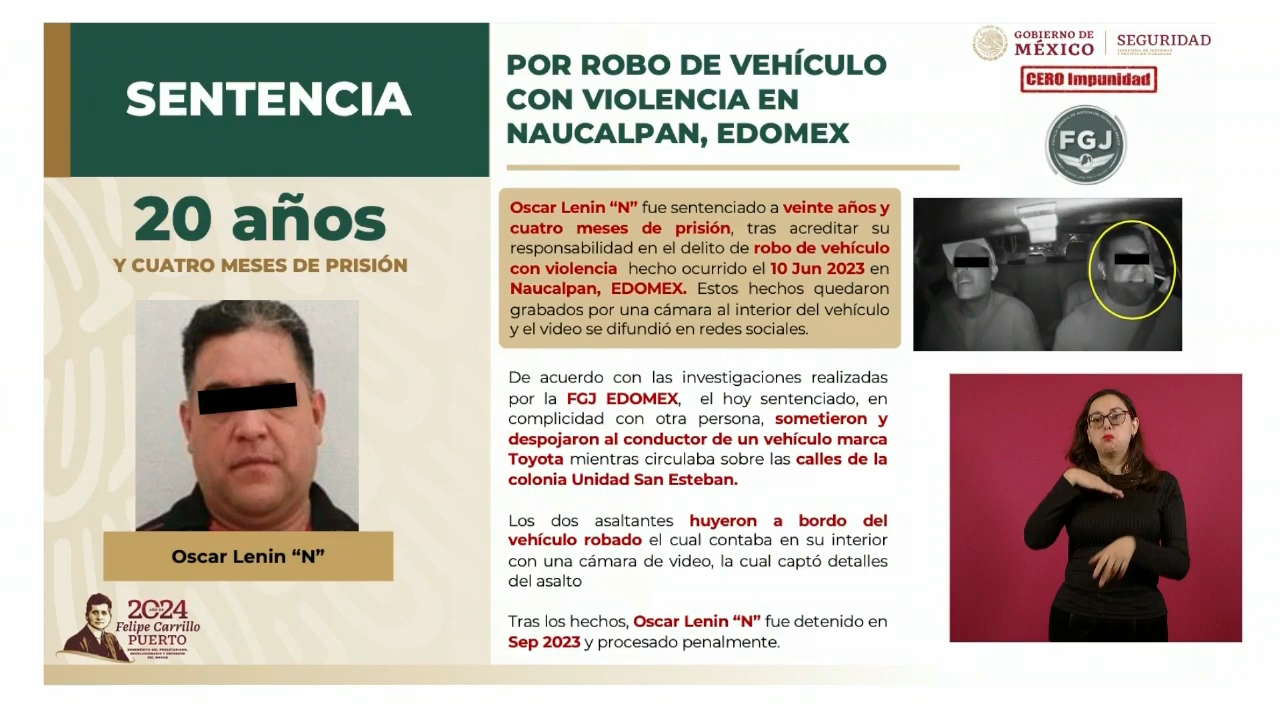 SENTENCIA
20 años
Y CUATRO MESES DE PRISIÓN
Oscar Lenin “N”
2024
Felipe Carrillo
PUERTO
POR ROBO DE VEHÍCULO
CON VIOLENCIA EN
NAUCALPAN, EDOMEX
Oscar Lenin “N” fue sentenciado a veinte años y
cuatro meses de prisión, tras acreditar su
responsabilidad en el delito de robo de vehículo
con violencia hecho ocurrido el 10 Jun 2023 en
Naucalpan, EDOMEX. Estos hechos quedaron
grabados por una cámara al interior del vehículo
y el video se difundió en redes sociales.
De acuerdo con las investigaciones realizadas
por la FGJ EDOMEX, el hoy sentenciado, en
complicidad con otra persona, sometieron y
despojaron al conductor de un vehículo marca
Toyota mientras circulaba sobre las calles de la
colonia Unidad San Esteban.
Los dos asaltantes huyeron a bordo del
vehículo robado el cual contaba en su interior
con una cámara de video, la cual captó detalles
del asalto
Tras los hechos, Oscar Lenin “N” fue detenido en
Sep 2023 y procesado penalmente.
GOBIERNO DE
MÉXICO
SEGURIDAD
CERO Impunidad
FGJ